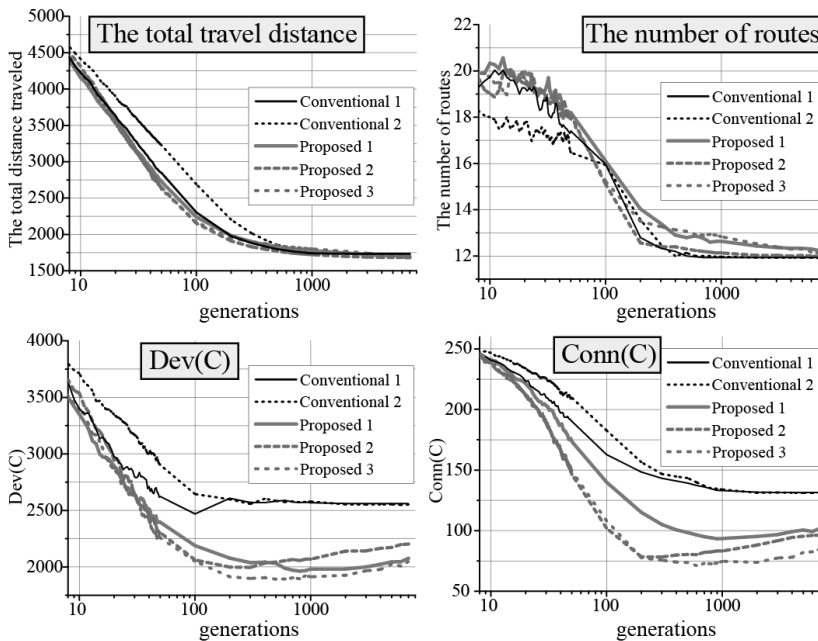 The total travel distance
5000
4500
4000
3500
3000
2500
2000
1500
The total distance traveled
Conventional 1
Conventional 2
Proposed 1
Proposed 2
Proposed 3
10
100
1000
generations
The number of routes
22
20
18
16
14
12
The number of routes
Conventional 1
Conventional 2
Proposed 1
Proposed 2
Proposed 3
10
100
1000
generations
Dev(C)
4000
3500
3000
2500
2000
Dev(C)
Conventional 1
Conventional 2
Proposed 1
Proposed 2
Proposed 3
10
100
1000
generations
Conn(C)
250
200
150
100
50
Conn(C)
Conventional 1
Conventional 2
Proposed 1
Proposed 2
Proposed 3
10
100
1000
generations